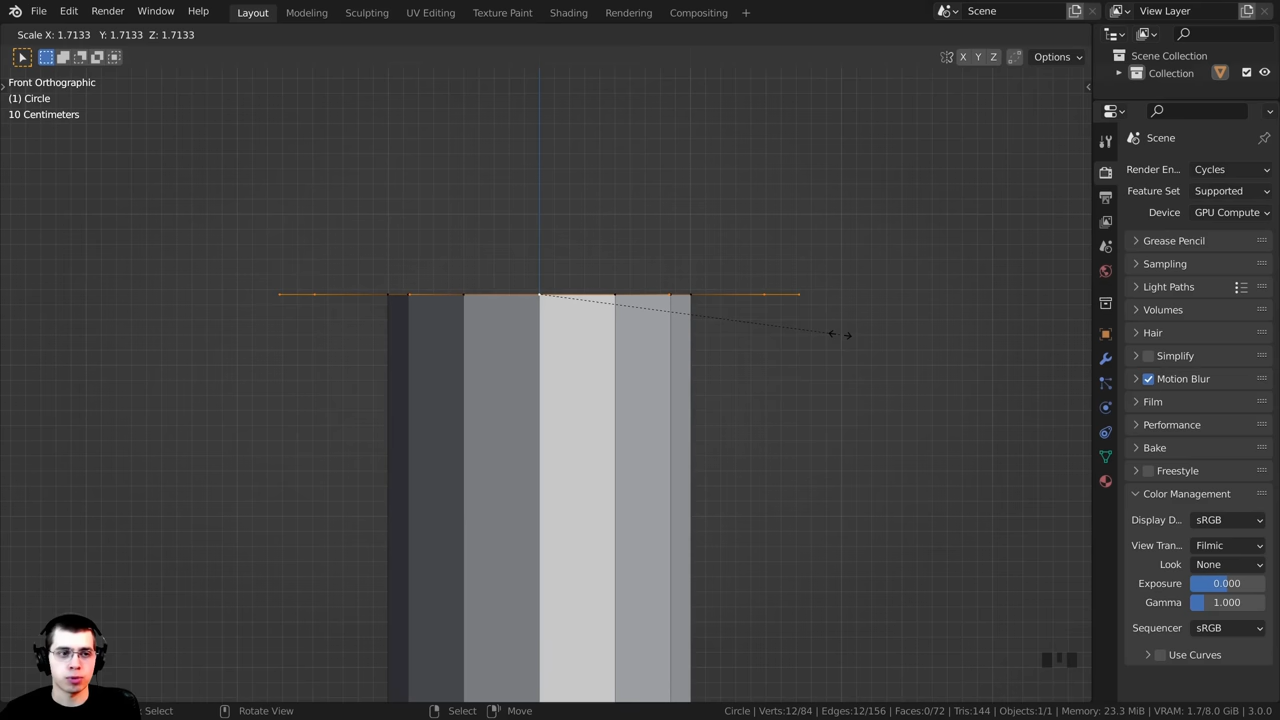 File Edit Render Window Help Layout Modeling Sculpting UV Editing Texture Paint Shading Rendering Compositing + Scene View Layer
Scale X: 1.7133 Y: 1.7133 Z: 1.7133
X Y Z Options
Front Orthographic
(1) Circle
10 Centimeters
Scene Collection
Collection
Scene
Render En... Cycles
Feature Set Supported
Device GPU Compute
Grease Pencil
Sampling
Light Paths
Volumes
Hair
Simplify
Motion Blur
Film
Performance
Bake
Freestyle
Color Management
Display D... sRGB
View Tran... Filmic
Look None
Exposure 0.000
Gamma 1.000
Sequencer sRGB
Use Curves
Select Rotate View Select Move Circle | Verts:12/84 | Edges:12/156 | Faces:0/72 | Tris:144 | Objects:1/1 | Memory: 23.3 MiB | VRAM: 1.7/8.0 GiB | 3.0.0